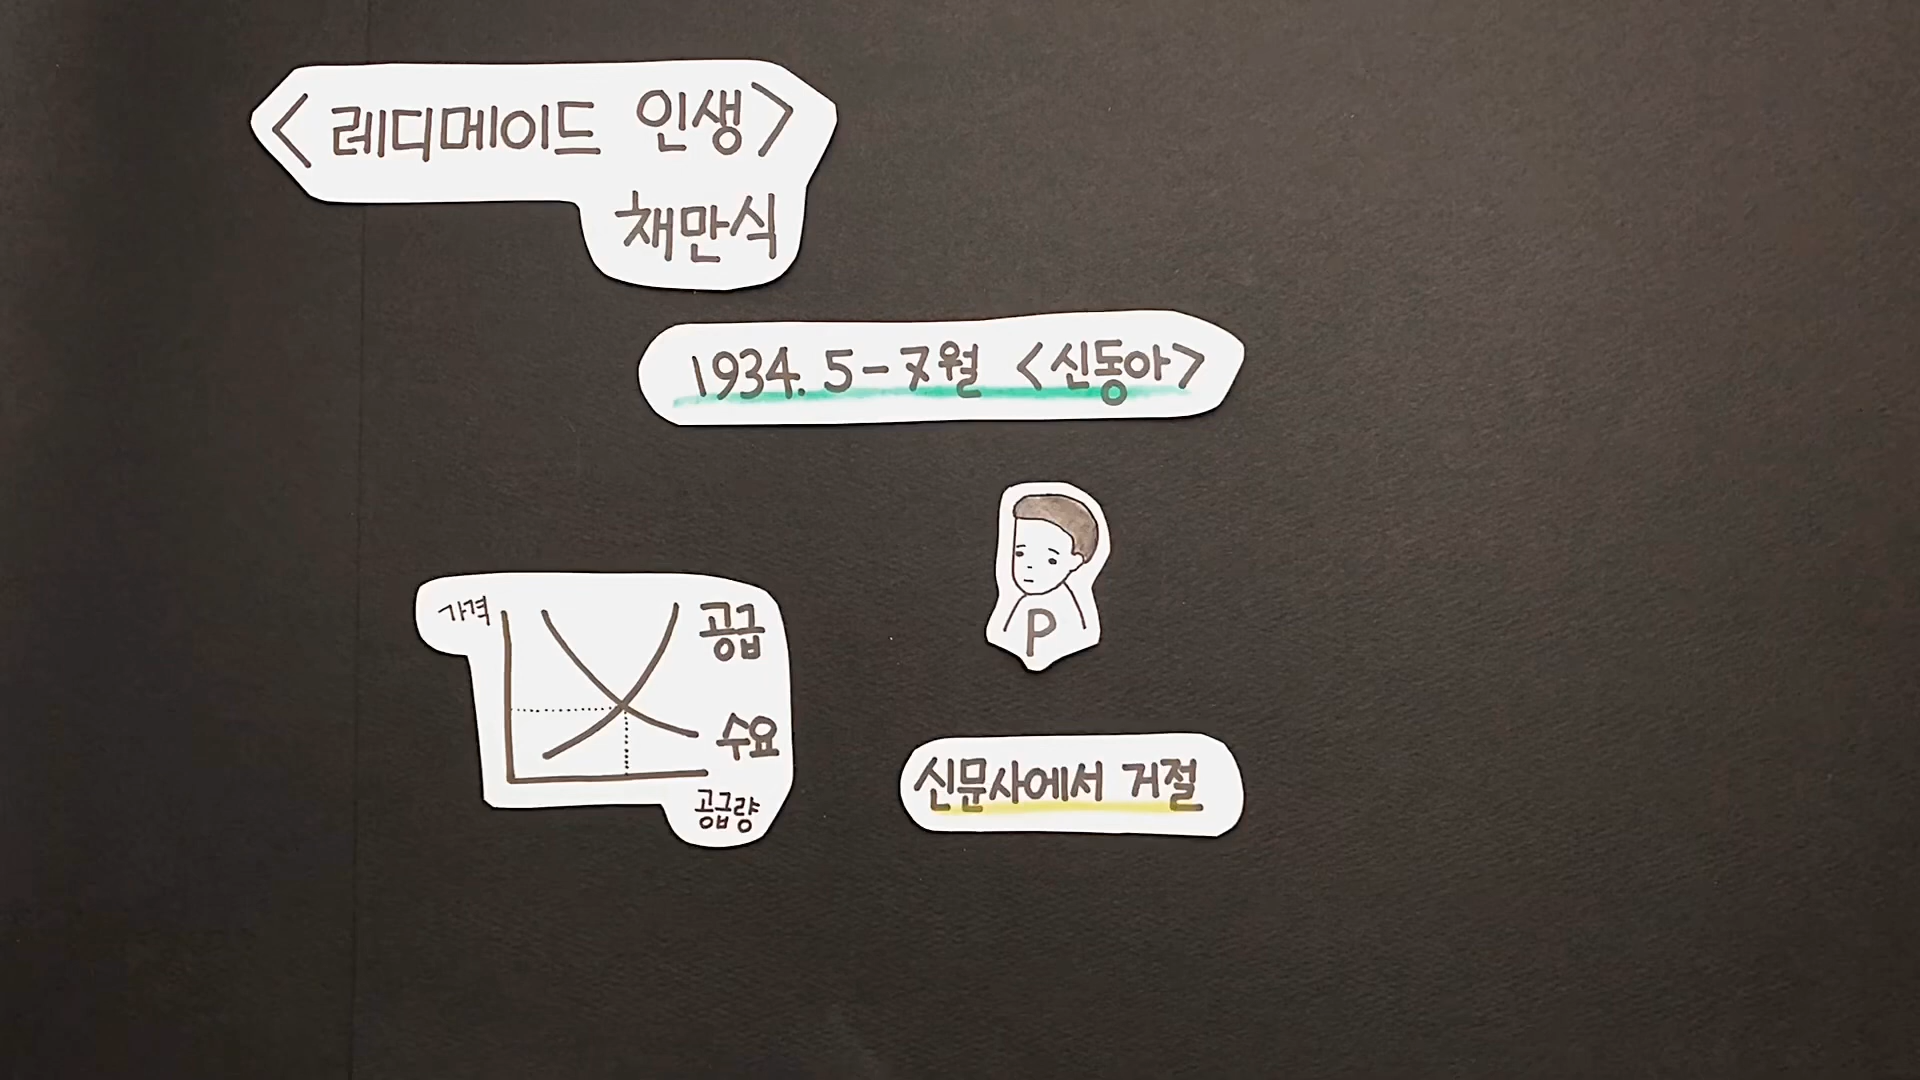 <레디메이드 인생>
채만식
1934. 5-7월 <신동아>
P
가격
공급
수요
공급량
신문사에서 거절